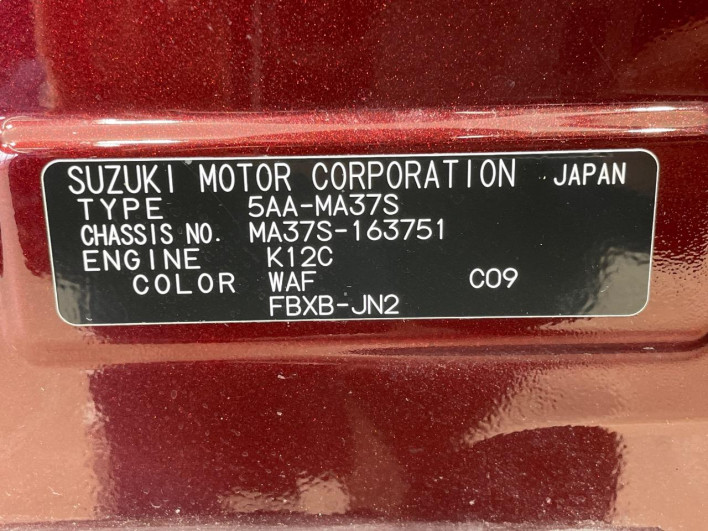 SUZUKI MOTOR CORPORATION JAPAN
TYPE 5AA-MA37S
CHASSIS NO. MA37S-163751
ENGINE K12C
COLOR WAF C09
FBXB-JN2